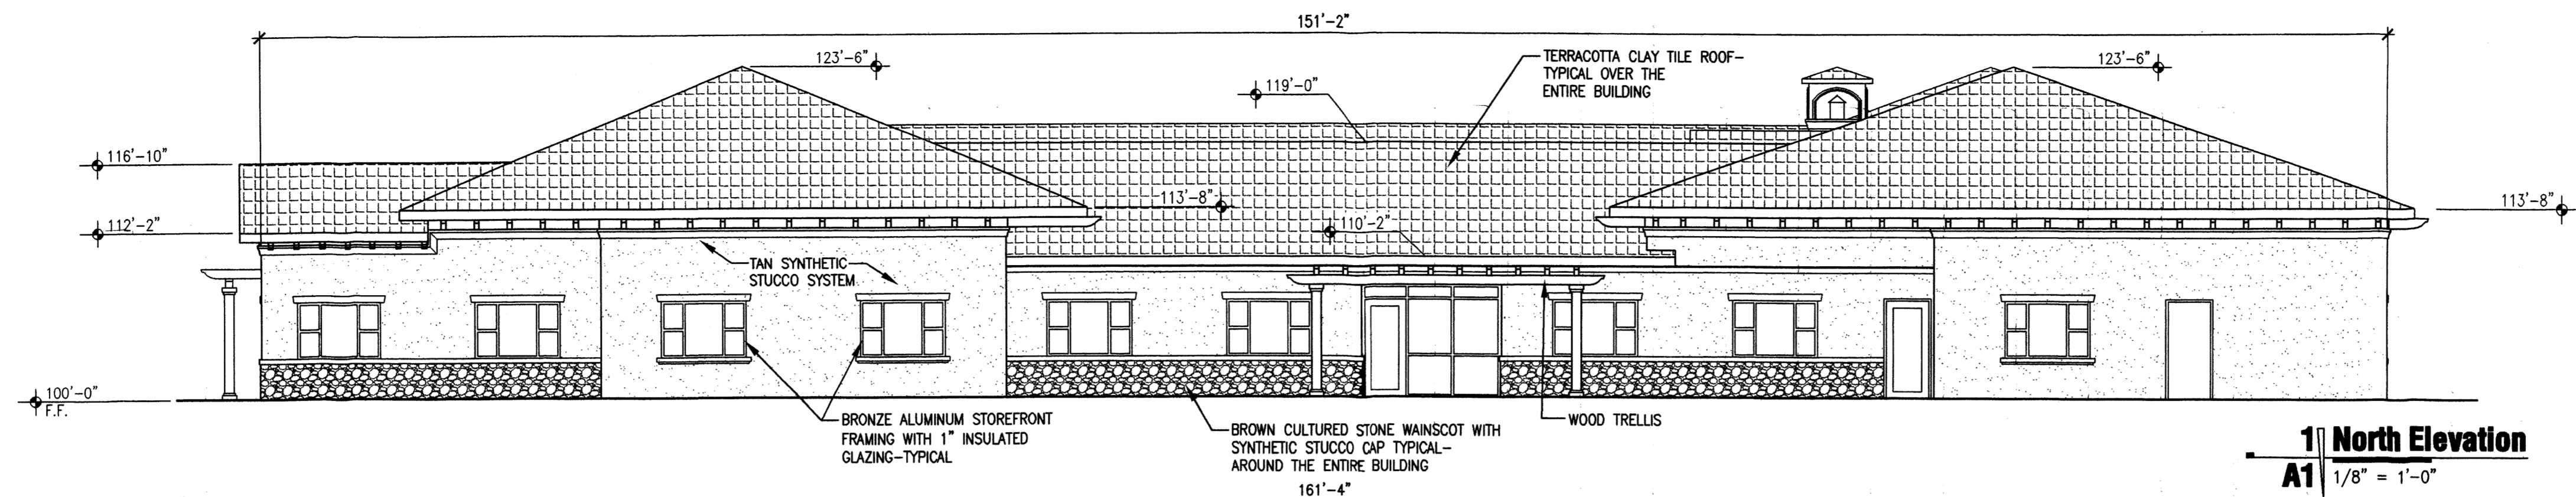 151'-2"
123'-6"
119'-0"
TERRACOTTA CLAY TILE ROOF-
TYPICAL OVER THE
ENTIRE BUILDING
123'-6"
116'-10"
113'-8"
113'-8"
112'-2"
110'-2"
TAN SYNTHETIC
STUCCO SYSTEM
100'-0"
F.F.
BRONZE ALUMINUM STOREFRONT
FRAMING WITH 1" INSULATED
GLAZING-TYPICAL
BROWN CULTURED STONE WAINSCOT WITH
SYNTHETIC STUCCO CAP TYPICAL-
AROUND THE ENTIRE BUILDING
WOOD TRELLIS
161'-4"
1 North Elevation
A1 1/8" = 1'-0"